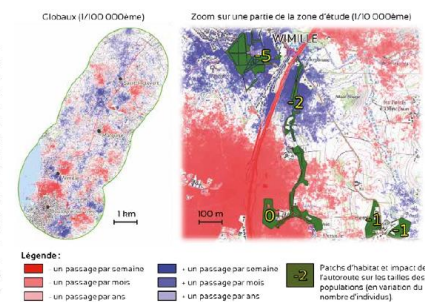 Globaux (1/100 000ème)
Zoom sur une partie de la zone d'étude (1/10 000ème)
WIMILLE
-5
-2
0
1
-1
1 km
100 m
Légende:
- un passage par semaine
- un passage par mois
- un passage par ans
+ un passage par semaine
+ un passage par mois
+ un passage par ans
-2
Patchs d'habitat et impact de
l'autoroute sur les tailles des
populations (en variation du
nombre d'individus).